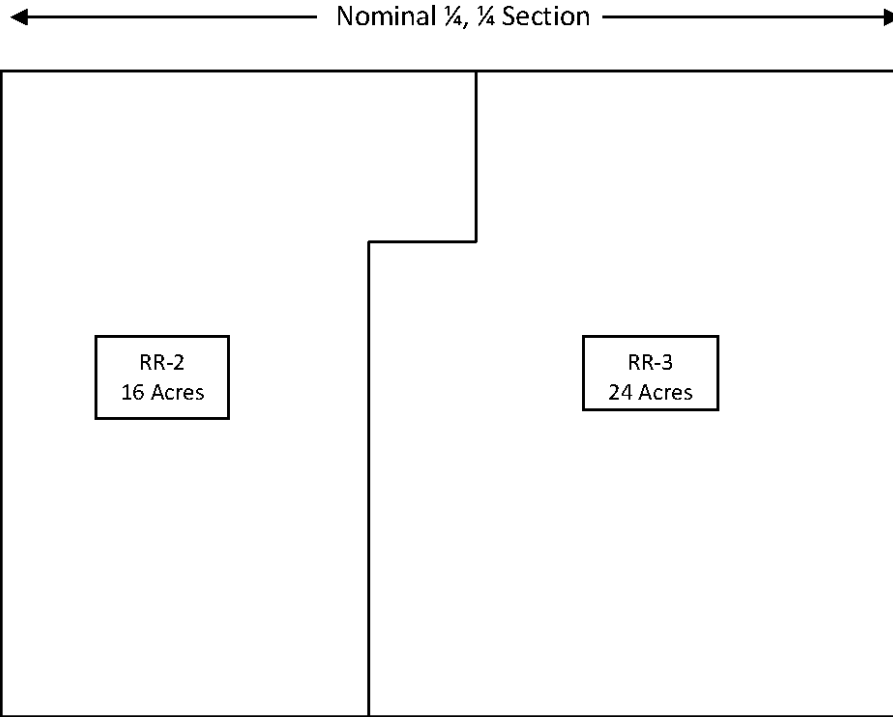 Nominal ¼, ¼ Section
RR-2
16 Acres
RR-3
24 Acres